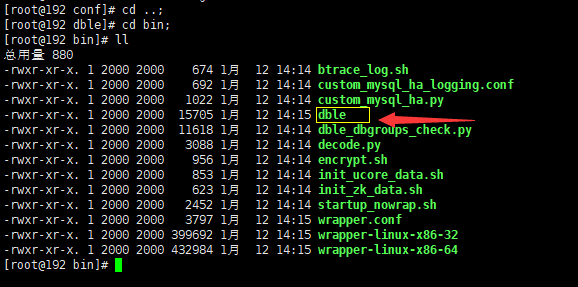 [root@192 conf]# cd ..;
[root@192 dble]# cd bin;
[root@192 bin]# ll
总用量 880
-rwxr-xr-x. 1 2000 2000    674 1月  12 14:14 btrace_log.sh
-rwxr-xr-x. 1 2000 2000    692 1月  12 14:14 custom_mysql_ha_logging.conf
-rwxr-xr-x. 1 2000 2000   1022 1月  12 14:14 custom_mysql_ha.py
-rwxr-xr-x. 1 2000 2000  15705 1月  12 14:15 dble
-rwxr-xr-x. 1 2000 2000  11618 1月  12 14:14 dble_dbgroups_check.py
-rwxr-xr-x. 1 2000 2000   3088 1月  12 14:14 decode.py
-rwxr-xr-x. 1 2000 2000    956 1月  12 14:14 encrypt.sh
-rwxr-xr-x. 1 2000 2000    853 1月  12 14:14 init_ucore_data.sh
-rwxr-xr-x. 1 2000 2000    623 1月  12 14:14 init_zk_data.sh
-rwxr-xr-x. 1 2000 2000   2452 1月  12 14:14 startup_nowrap.sh
-rwxr-xr-x. 1 2000 2000   3797 1月  12 14:15 wrapper.conf
-rwxr-xr-x. 1 2000 2000 399692 1月  12 14:15 wrapper-linux-x86-32
-rwxr-xr-x. 1 2000 2000 432984 1月  12 14:15 wrapper-linux-x86-64
[root@192 bin]#